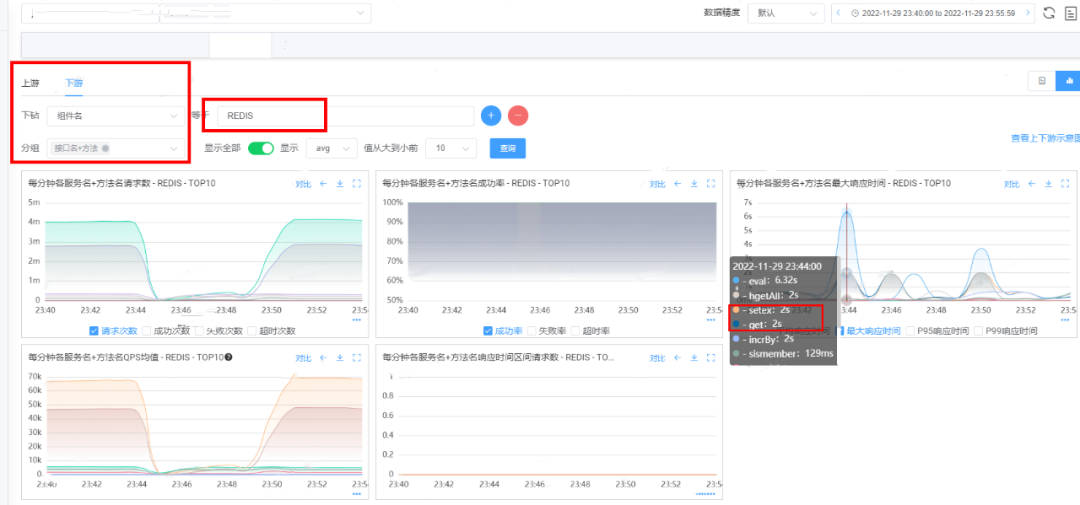 数据精度 默认 2022-11-29 23:40:00 to 2022-11-29 23:55:59
上游 下游
下钻 组件名 等于 REDIS
查看上下游示意图
分组 接口名+方法 显示全部 显示 avg 值从大到小前 10 查询
每分钟各服务名+方法名请求数 - REDIS - TOP10 对比
5m
4m
3m
2m
1m
0
23:40 23:42 23:44 23:46 23:48 23:50 23:52 23:54
请求次数 成功次数 失败次数 超时次数
每分钟各服务名+方法名成功率 - REDIS - TOP10 对比
100%
90%
80%
70%
60%
50%
23:40 23:42 23:44 23:46 23:48 23:50 23:52 23:54
成功率 失败率 超时率
每分钟各服务名+方法名最大响应时间 - REDIS - TOP10 对比
7s
6s
5s
4s
2022-11-29 23:44:00
- eval: 6.32s
- hgetAll: 2s
- setex: 2s
- get: 2s
- incrBy: 2s
- sismember: 129ms
23:44 23:46 23:48 23:50 23:52 23:54
最大响应时间 P95响应时间 P99响应时间
每分钟各服务名+方法名QPS均值 - REDIS - TOP10 对比
70k
60k
50k
40k
30k
20k
10k
0
23:40 23:42 23:44 23:46 23:48 23:50 23:52 23:54
每分钟各服务名+方法名响应时间区间请求数 - REDIS - TO... 对比
1
0.8
0.6
0.4
0.2
0
23:40 23:42 23:44 23:46 23:48 23:50 23:52 23:54